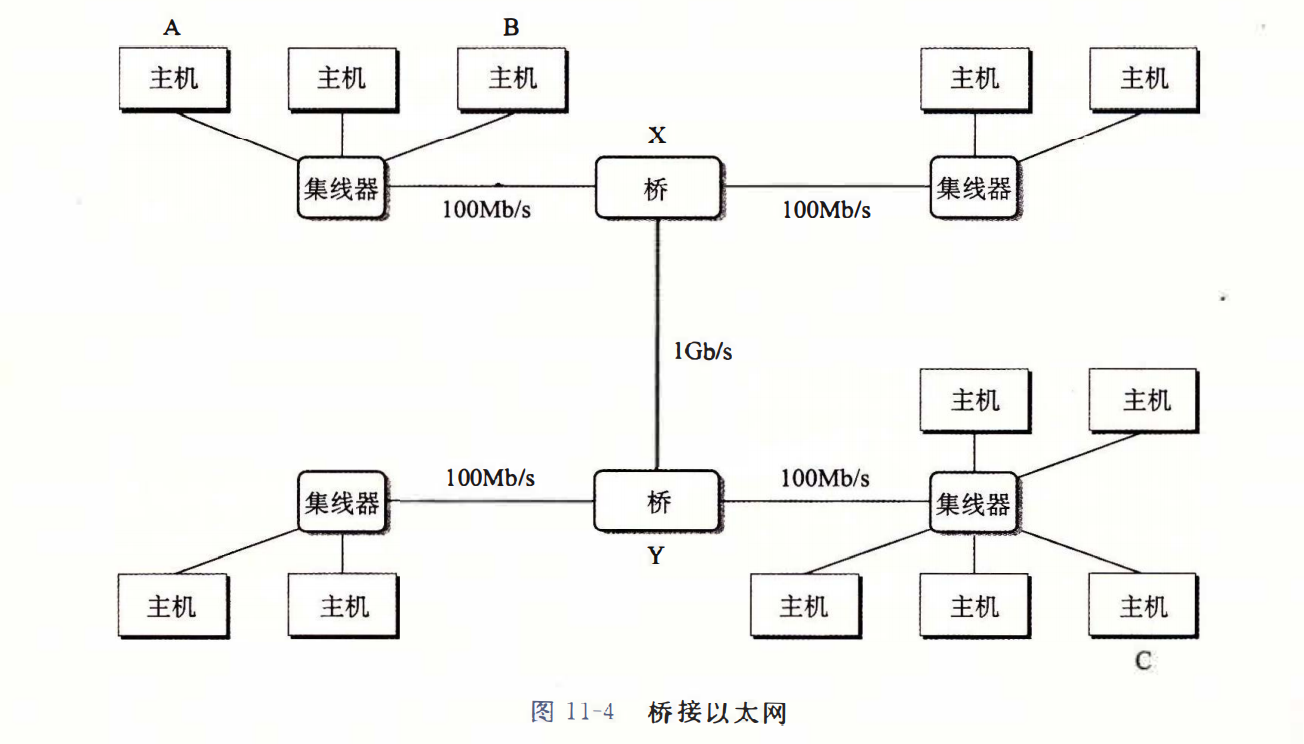 A B
主机 主机 主机 主机 主机
X
集线器 桥 集线器
100Mb/s 100Mb/s
1Gb/s
主机 主机
100Mb/s 100Mb/s
集线器 桥 集线器
Y
主机 主机 主机 主机 主机
C
图 11-4 桥接以太网